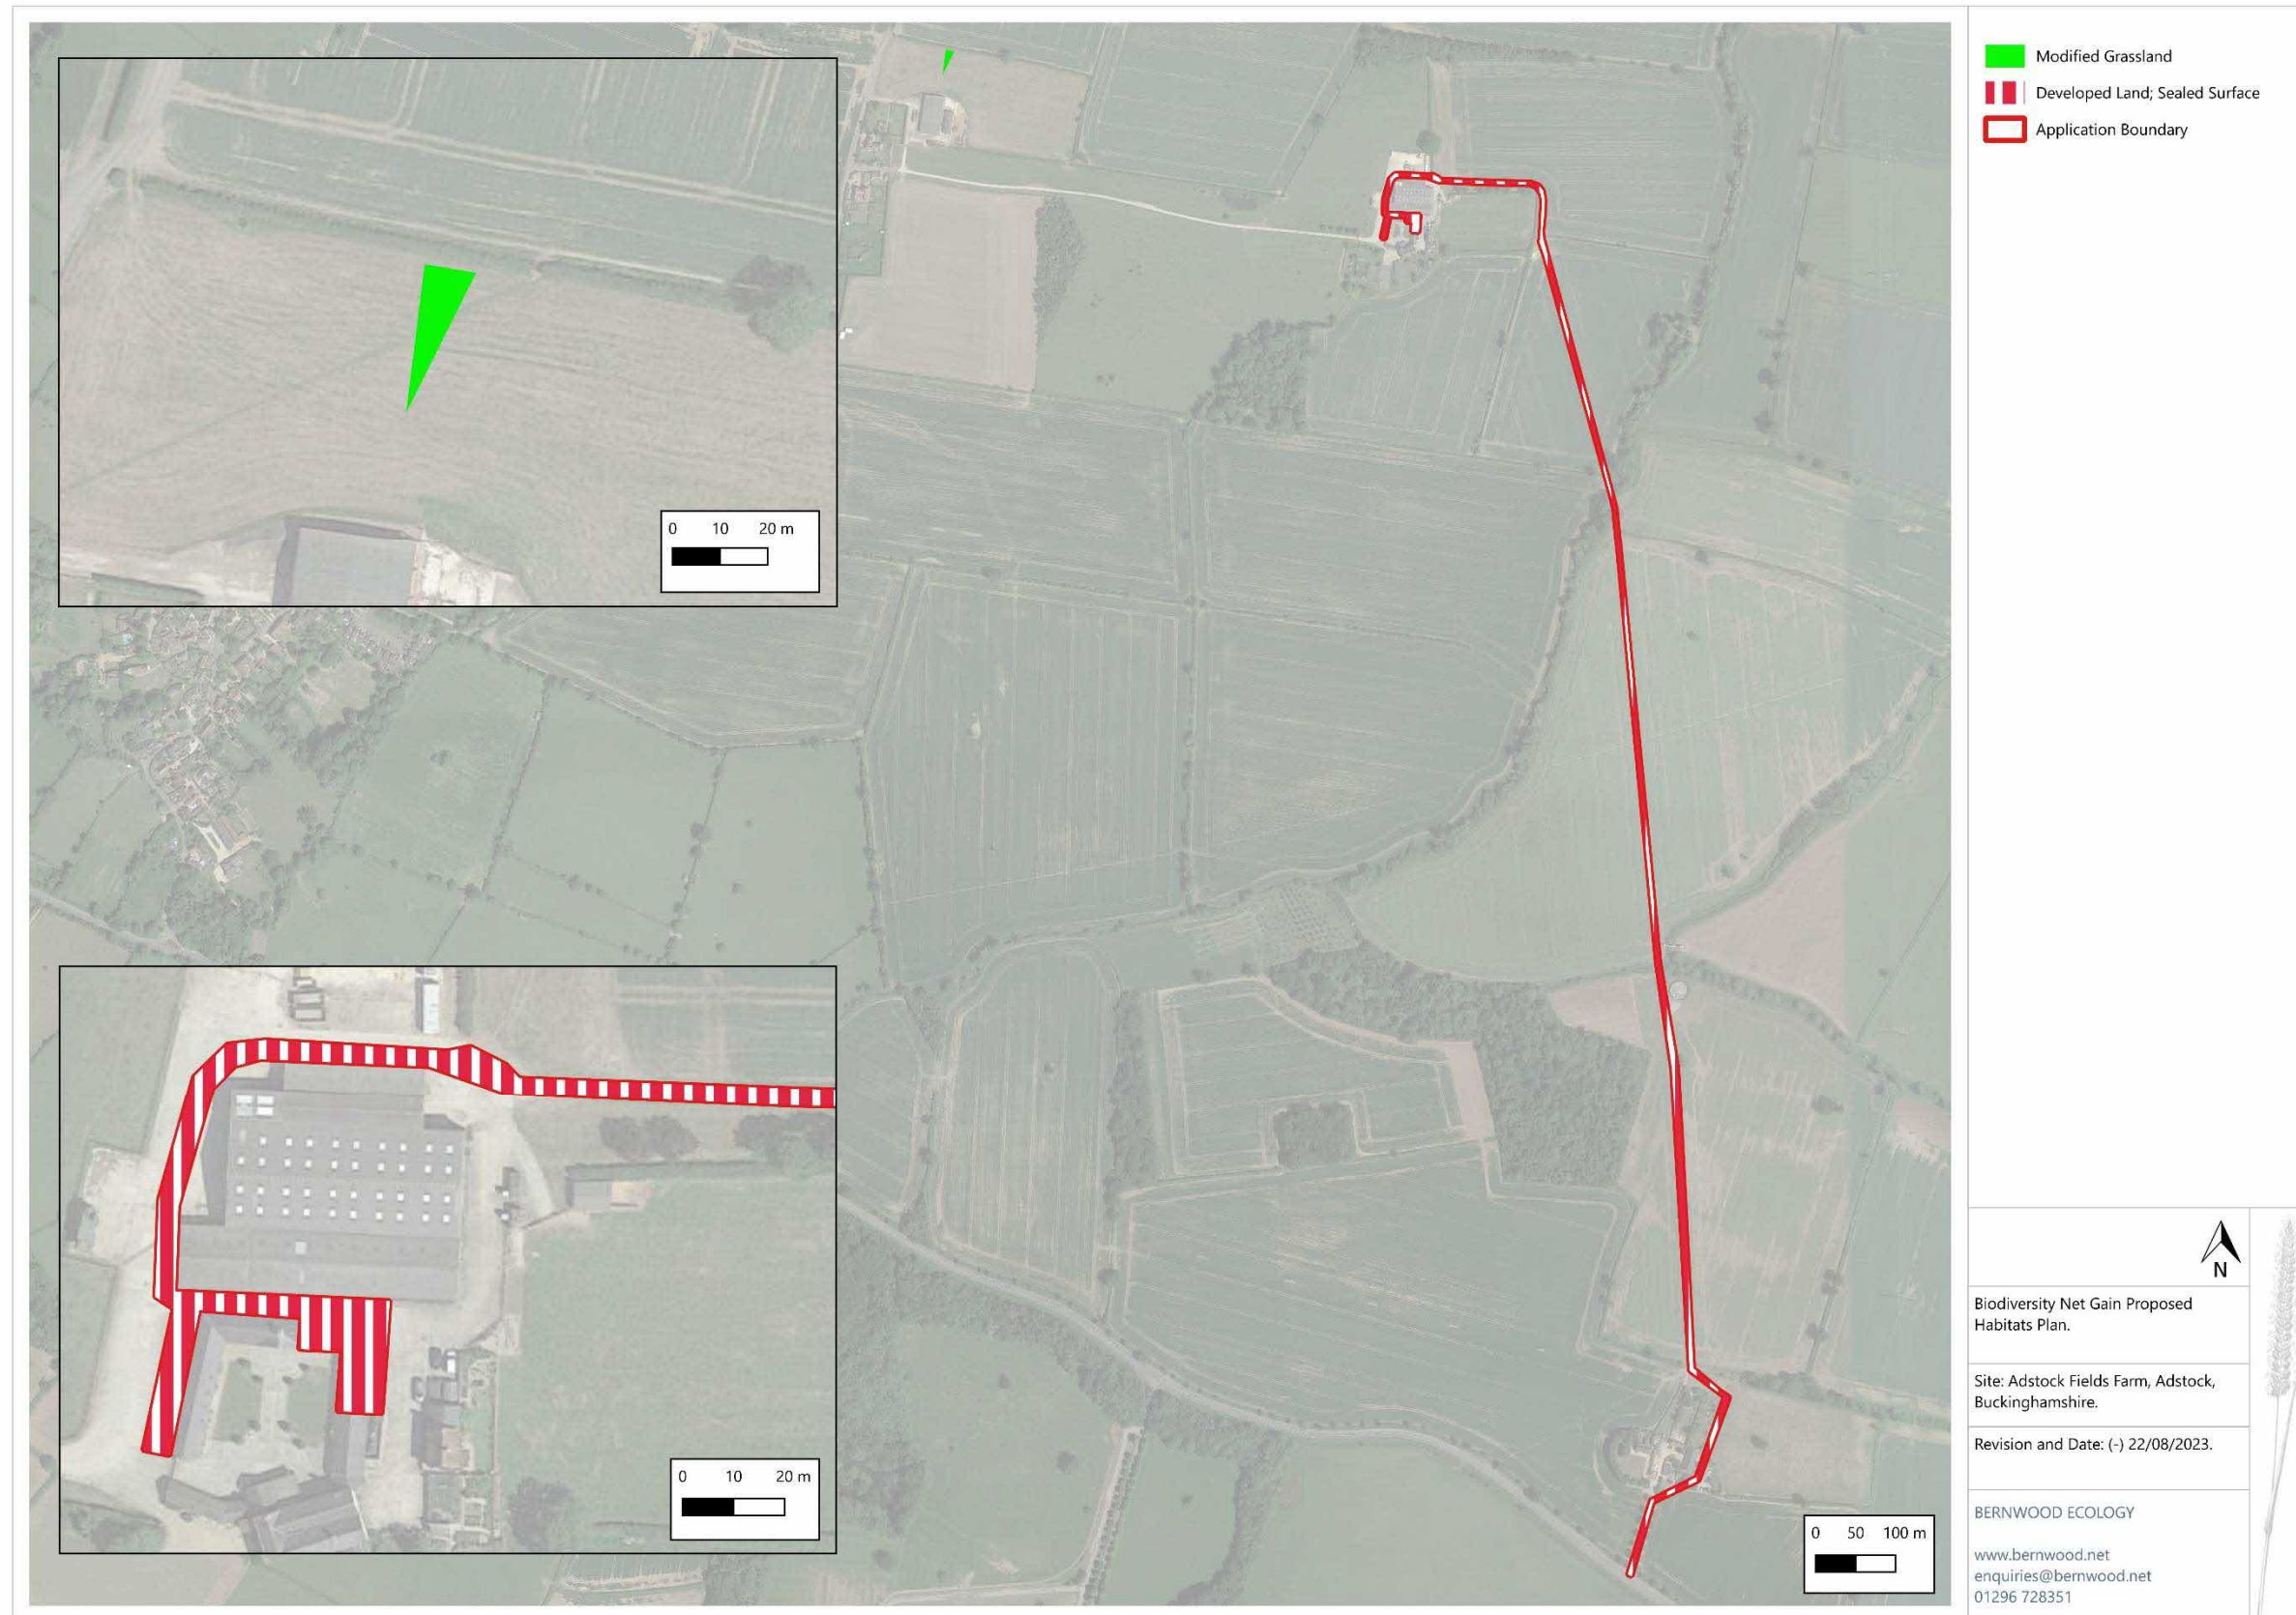 Modified Grassland
Developed Land; Sealed Surface
Application Boundary
0 10 20 m
0 10 20 m
0 50 100 m
N
Biodiversity Net Gain Proposed
Habitats Plan.
Site: Adstock Fields Farm, Adstock,
Buckinghamshire.
Revision and Date: (-) 22/08/2023.
BERNWOOD ECOLOGY
www.bernwood.net
enquiries@bernwood.net
01296 728351